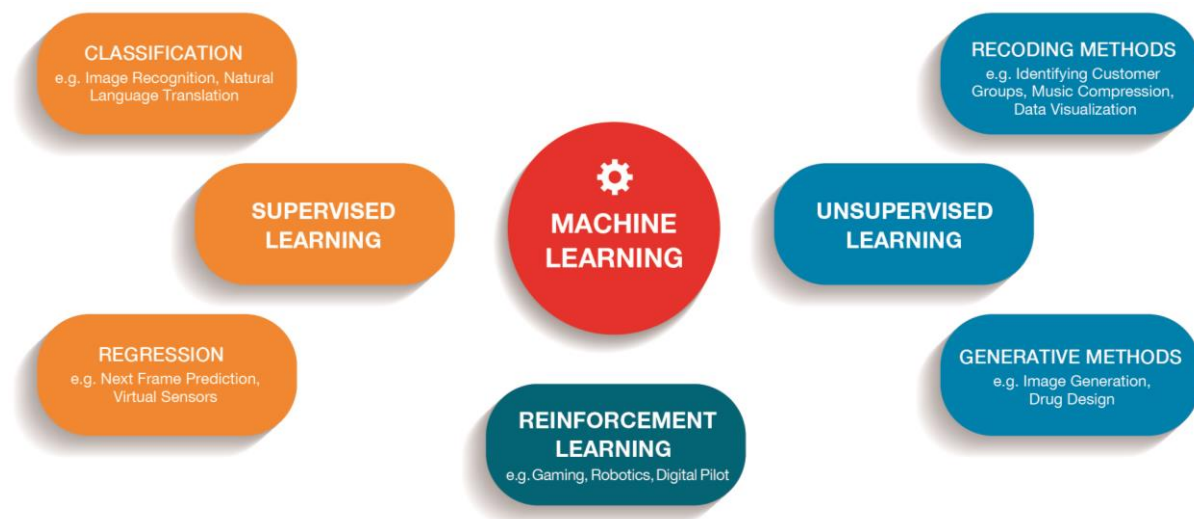 CLASSIFICATION
e.g. Image Recognition, Natural
Language Translation
SUPERVISED
LEARNING
REGRESSION
e.g. Next Frame Prediction,
Virtual Sensors
MACHINE
LEARNING
REINFORCEMENT
LEARNING
e.g. Gaming, Robotics, Digital Pilot
RECODING METHODS
e.g. Identifying Customer
Groups, Music Compression,
Data Visualization
UNSUPERVISED
LEARNING
GENERATIVE METHODS
e.g. Image Generation,
Drug Design